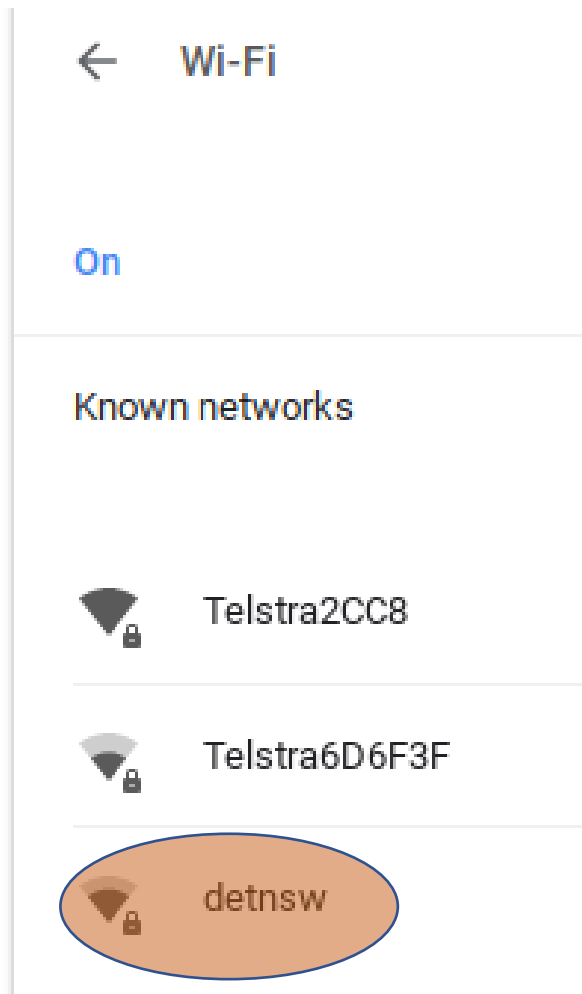 Wi-Fi
On
Known networks
Telstra2CC8
Telstra6D6F3F
detnsw